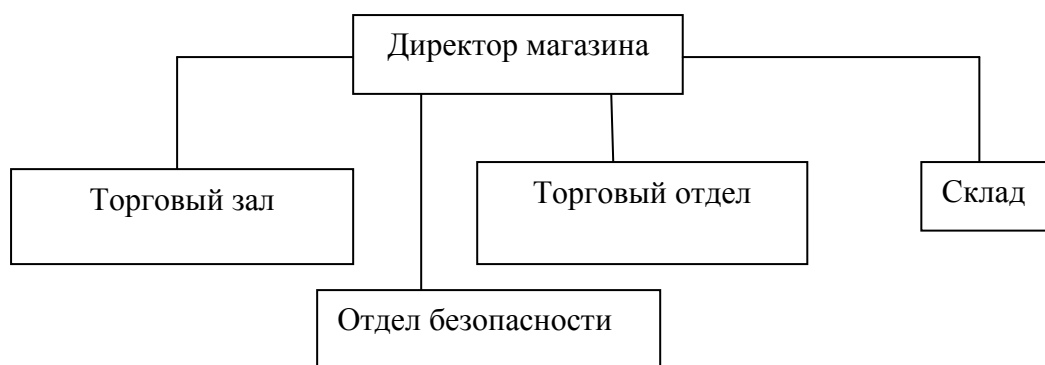 Директор магазина
Торговый зал
Торговый отдел
Склад
Отдел безопасности